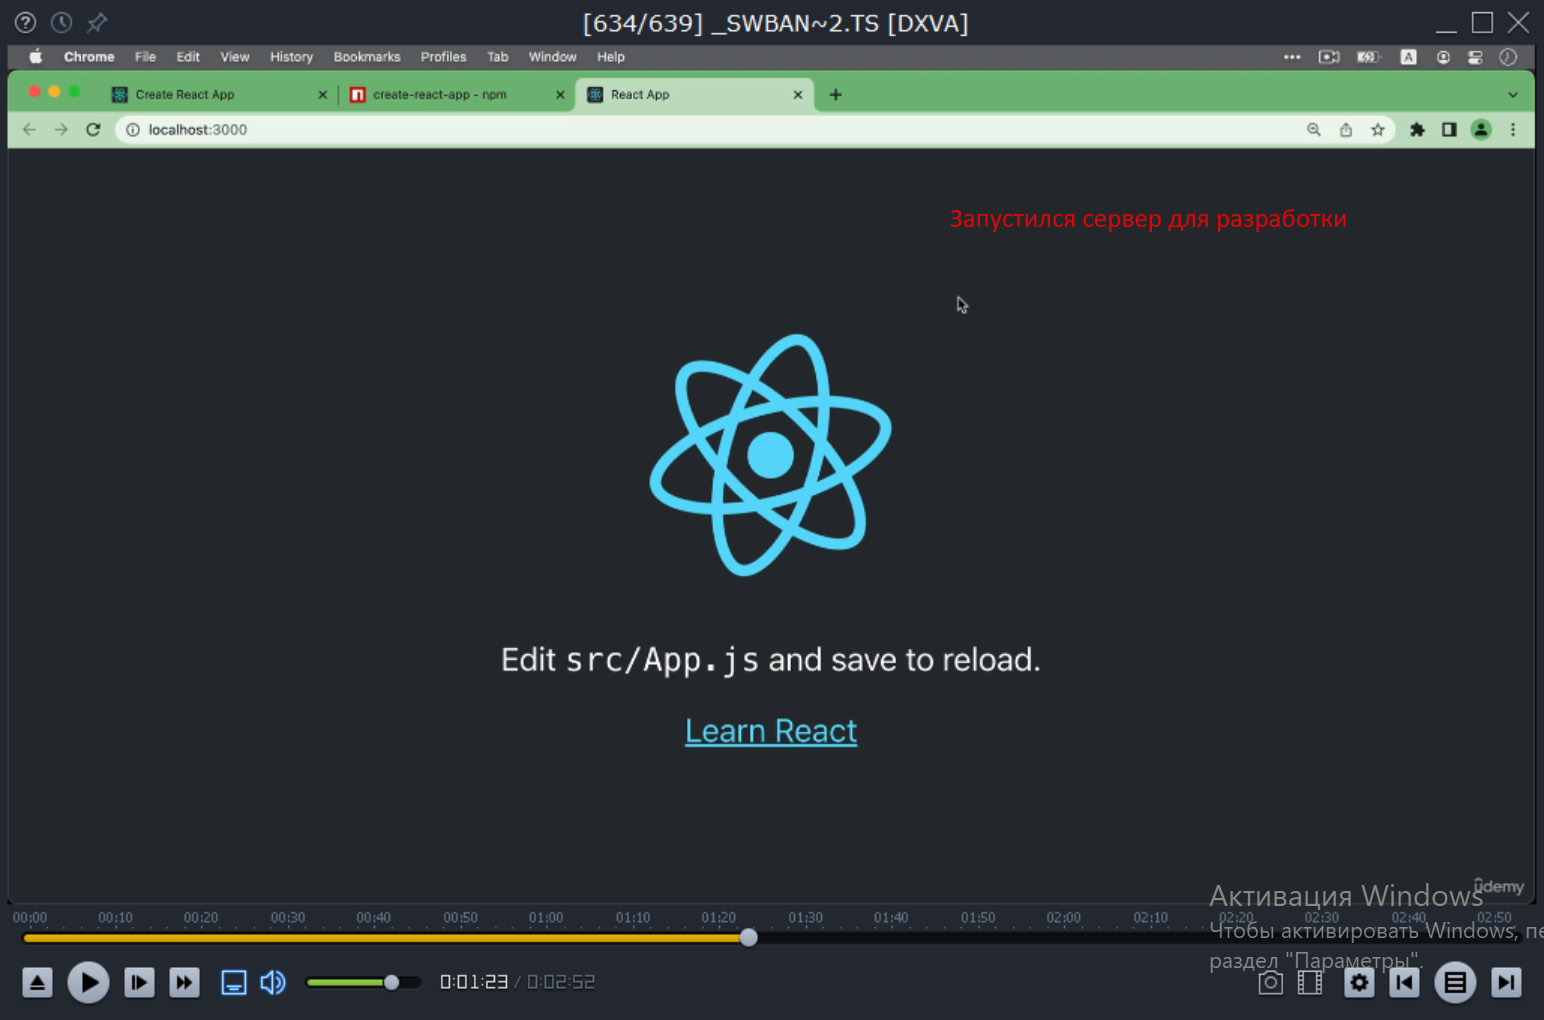 [634/639] _SWBAN~2.TS [DXVA]
Chrome File Edit View History Bookmarks Profiles Tab Window Help
A
Create React App
create-react-app - npm
React App
localhost:3000
Запустился сервер для разработки
Edit src/App.js and save to reload.
Learn React
ûdemy
Активация Windows
00:00 00:10 00:20 00:30 00:40 00:50 01:00 01:10 01:20 01:30 01:40 01:50 02:00 02:10 02:20 02:30 02:40 02:50
Чтобы активировать Windows, пе
раздел "Параметры".
0:01:23 / 0:02:52